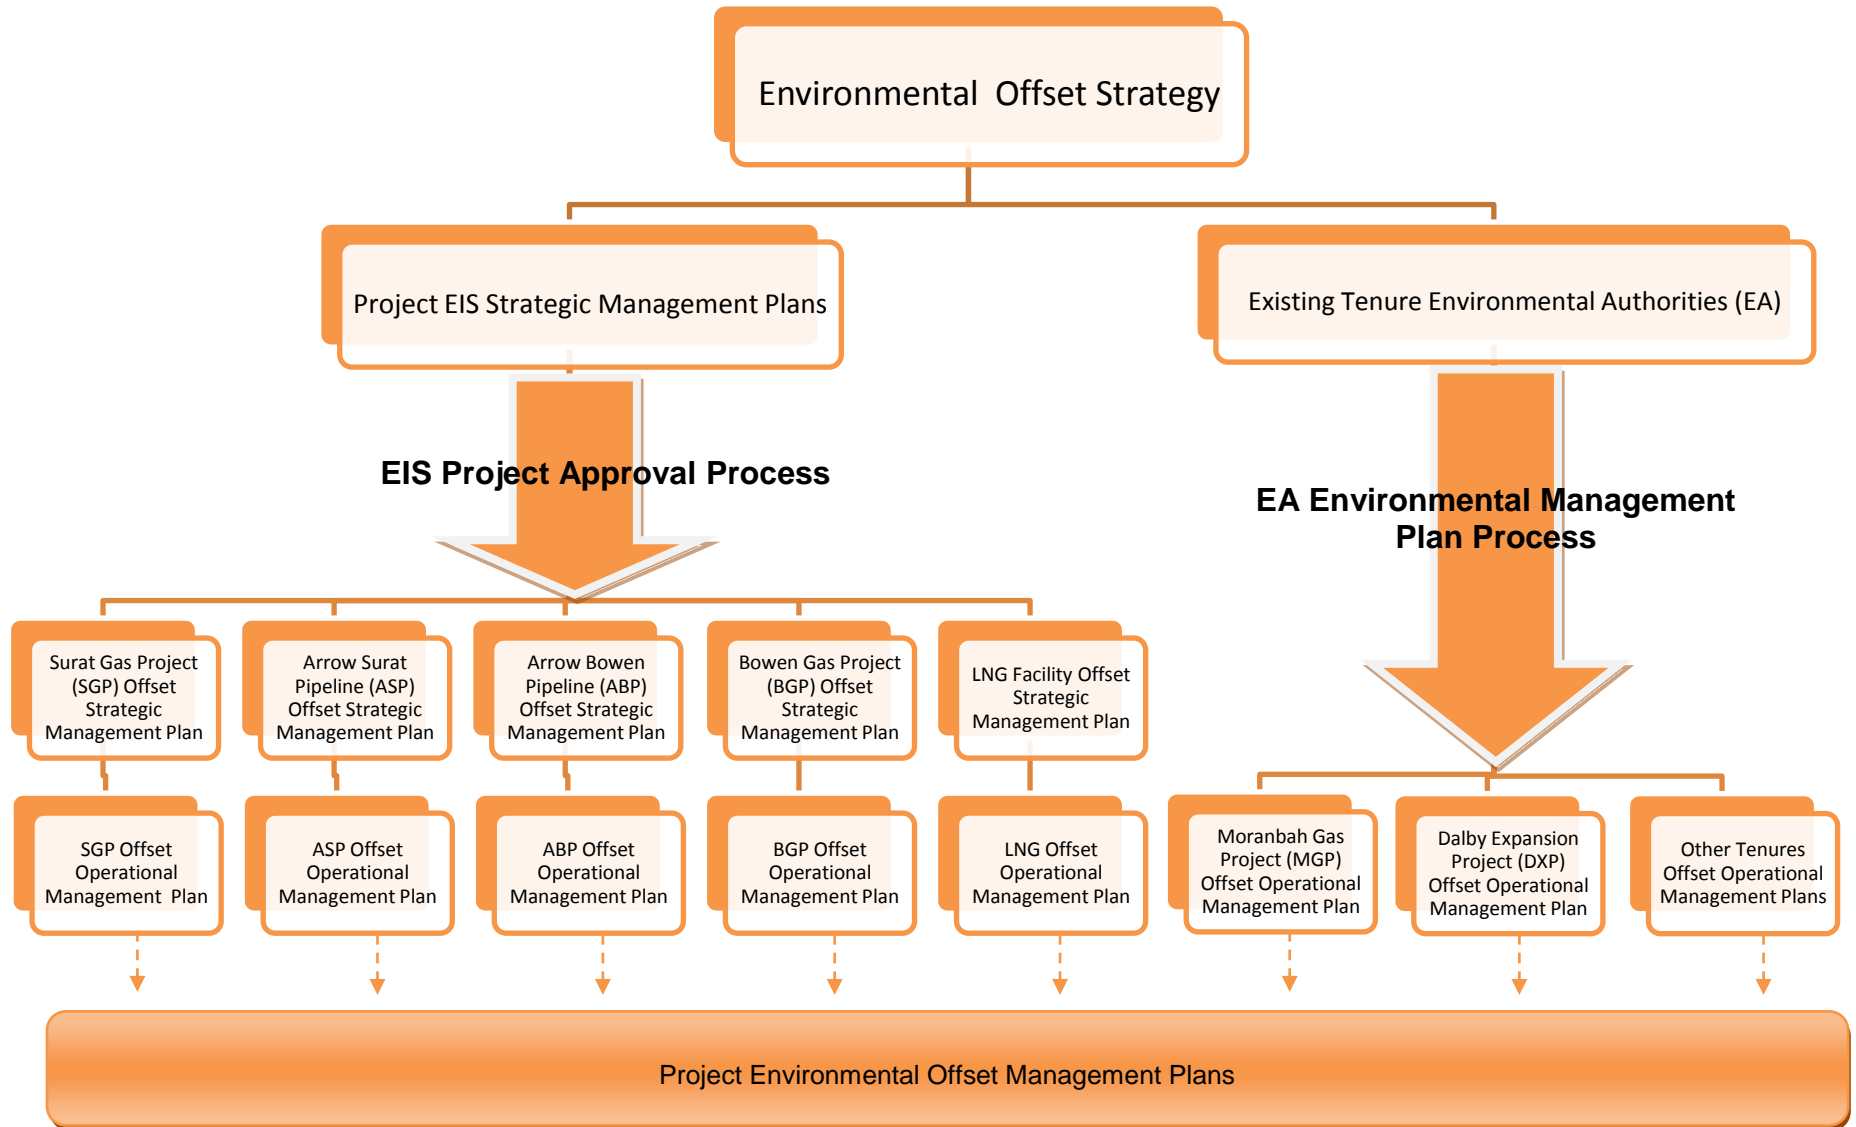 Environmental  Offset Strategy
Project EIS Strategic Management Plans
Existing Tenure Environmental Authorities (EA)
EIS Project Approval Process
EA Environmental Management
Plan Process
Surat Gas Project
(SGP) Offset
Strategic
Management Plan
Arrow Surat
Pipeline (ASP)
Offset Strategic
Management Plan
Arrow Bowen
Pipeline (ABP)
Offset Strategic
Management Plan
Bowen Gas Project
(BGP) Offset
Strategic
Management Plan
LNG Facility Offset
Strategic
Management Plan
SGP Offset
Operational
Management  Plan
ASP Offset
Operational
Management Plan
ABP Offset
Operational
Management Plan
BGP Offset
Operational
Management Plan
LNG Offset
Operational
Management Plan
Moranbah Gas
Project (MGP)
Offset Operational
Management Plan
Dalby Expansion
Project (DXP)
Offset Operational
Management Plan
Other Tenures
Offset Operational
Management Plans
Project Environmental Offset Management Plans